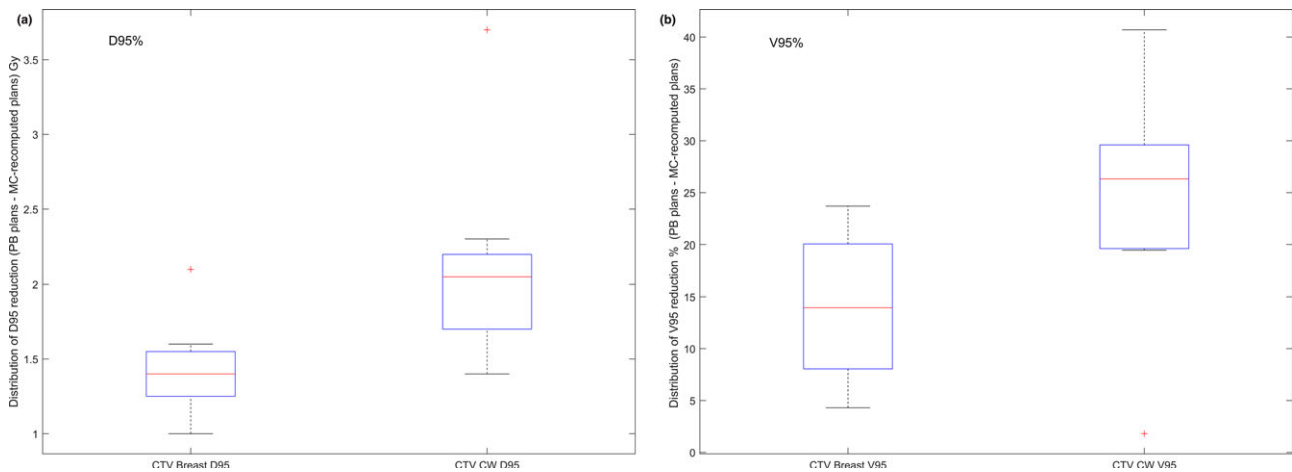 (a)
D95%
Distribution of D95 reduction (PB plans - MC-recomputed plans) Gy
3.5
3
2.5
2
1.5
1
CTV Breast D95
CTV CW D95
(b)
V95%
Distribution of V95 reduction % (PB plans - MC-recomputed plans)
40
35
30
25
20
15
10
5
0
CTV Breast V95
CTV CW V95